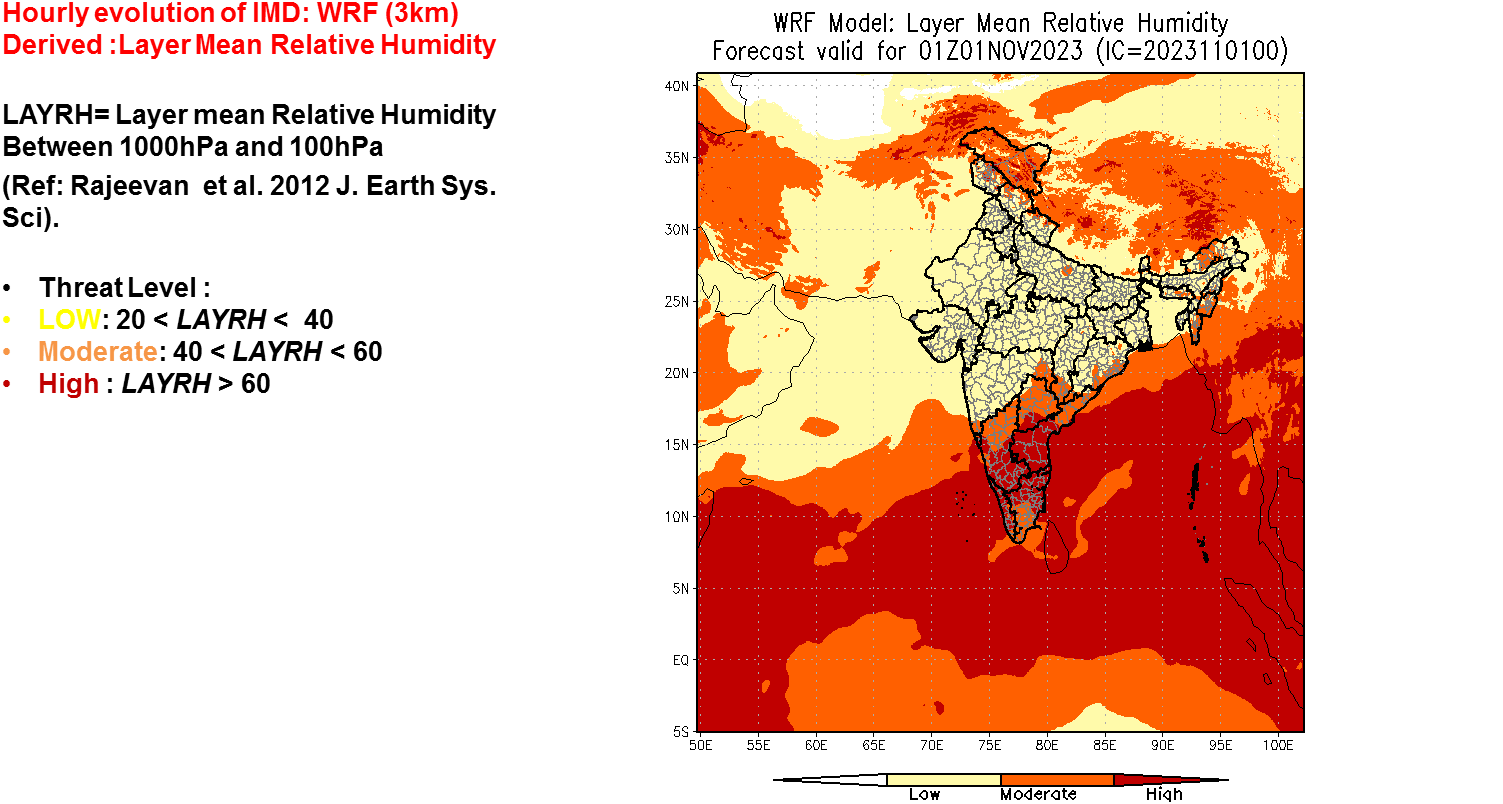 Hourly evolution of IMD: WRF (3km)
Derived :Layer Mean Relative Humidity
LAYRH= Layer mean Relative Humidity
Between 1000hPa and 100hPa
(Ref: Rajeevan et al. 2012 J. Earth Sys.
Sci).
• Threat Level :
• LOW: 20 < LAYRH < 40
• Moderate: 40 < LAYRH < 60
• High : LAYRH > 60
WRF Model: Layer Mean Relative Humidity
Forecast valid for 01Z01NOV2023 (IC=2023110100)
40N
35N
30N
25N
20N
15N
10N
5N
EQ
5S
50E 55E 60E 65E 70E 75E 80E 85E 90E 95E 100E
Low Moderate High